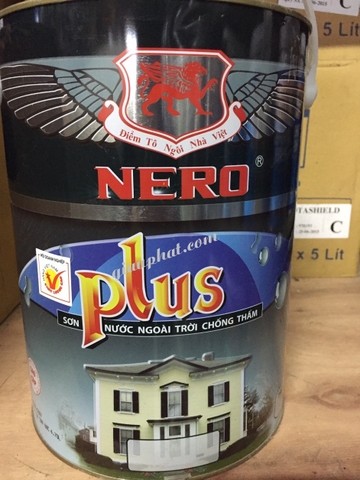 C
5 Lít
Điểm Tô Ngôi Nhà Việt
NERO
®
TASHIELD
C
x 5 Lít
plus
SƠN
NƯỚC NGOÀI TRỜI CHỐNG THẤM